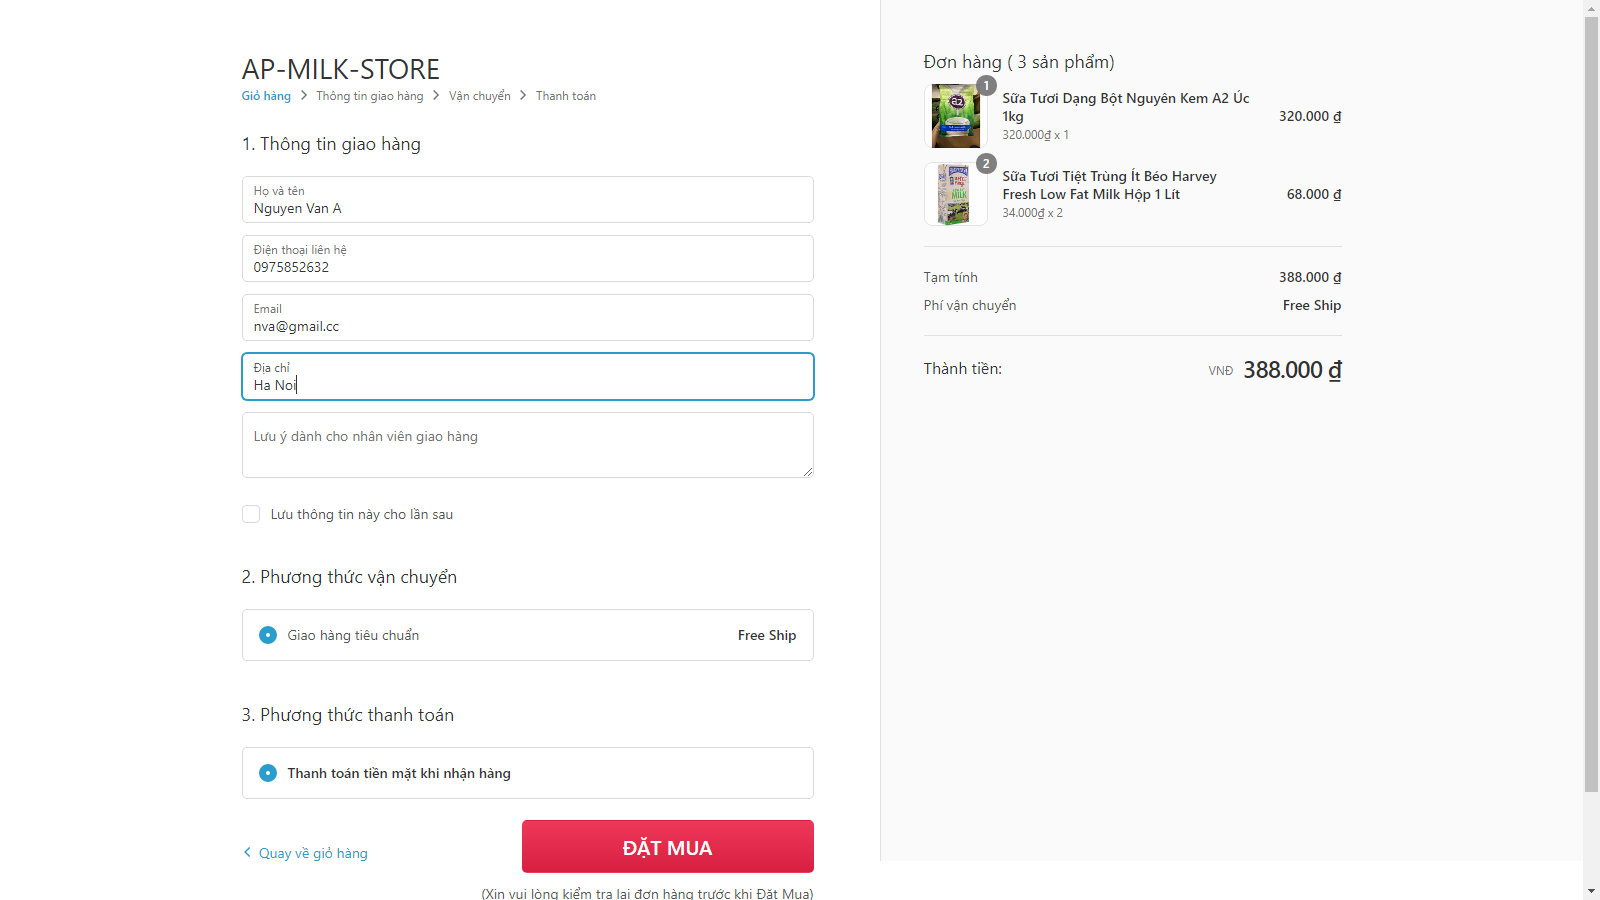 AP-MILK-STORE
Giỏ hàng > Thông tin giao hàng > Vận chuyển > Thanh toán
1. Thông tin giao hàng
Họ và tên
Nguyen Van A
Điện thoại liên hệ
0975852632
Email
nva@gmail.cc
Địa chỉ
Ha Noi
Lưu ý dành cho nhân viên giao hàng
Lưu thông tin này cho lần sau
2. Phương thức vận chuyển
Giao hàng tiêu chuẩn Free Ship
3. Phương thức thanh toán
Thanh toán tiền mặt khi nhận hàng
Quay về giỏ hàng
ĐẶT MUA
(Xin vui lòng kiểm tra lại đơn hàng trước khi Đặt Mua)
Đơn hàng ( 3 sản phẩm)
1
Sữa Tươi Dạng Bột Nguyên Kem A2 Úc
1kg
320.000₫ x 1
320.000 ₫
2
Sữa Tươi Tiệt Trùng Ít Béo Harvey
Fresh Low Fat Milk Hộp 1 Lít
34.000₫ x 2
68.000 ₫
Tạm tính 388.000 ₫
Phí vận chuyển Free Ship
Thành tiền: VNĐ 388.000 ₫